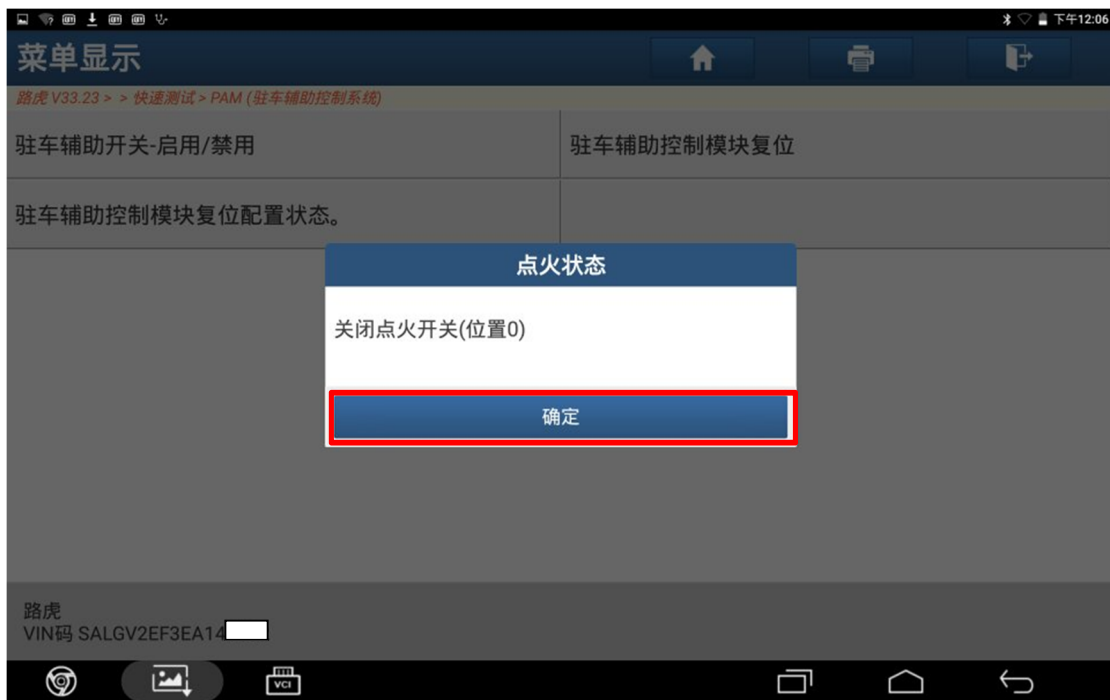 下午12:06
菜单显示
路虎 V33.23 > > 快速测试 > PAM (驻车辅助控制系统)
驻车辅助开关-启用/禁用
驻车辅助控制模块复位
驻车辅助控制模块复位配置状态。
点火状态
关闭点火开关(位置0)
确定
路虎
VIN码 SALGV2EF3EA14
VCI